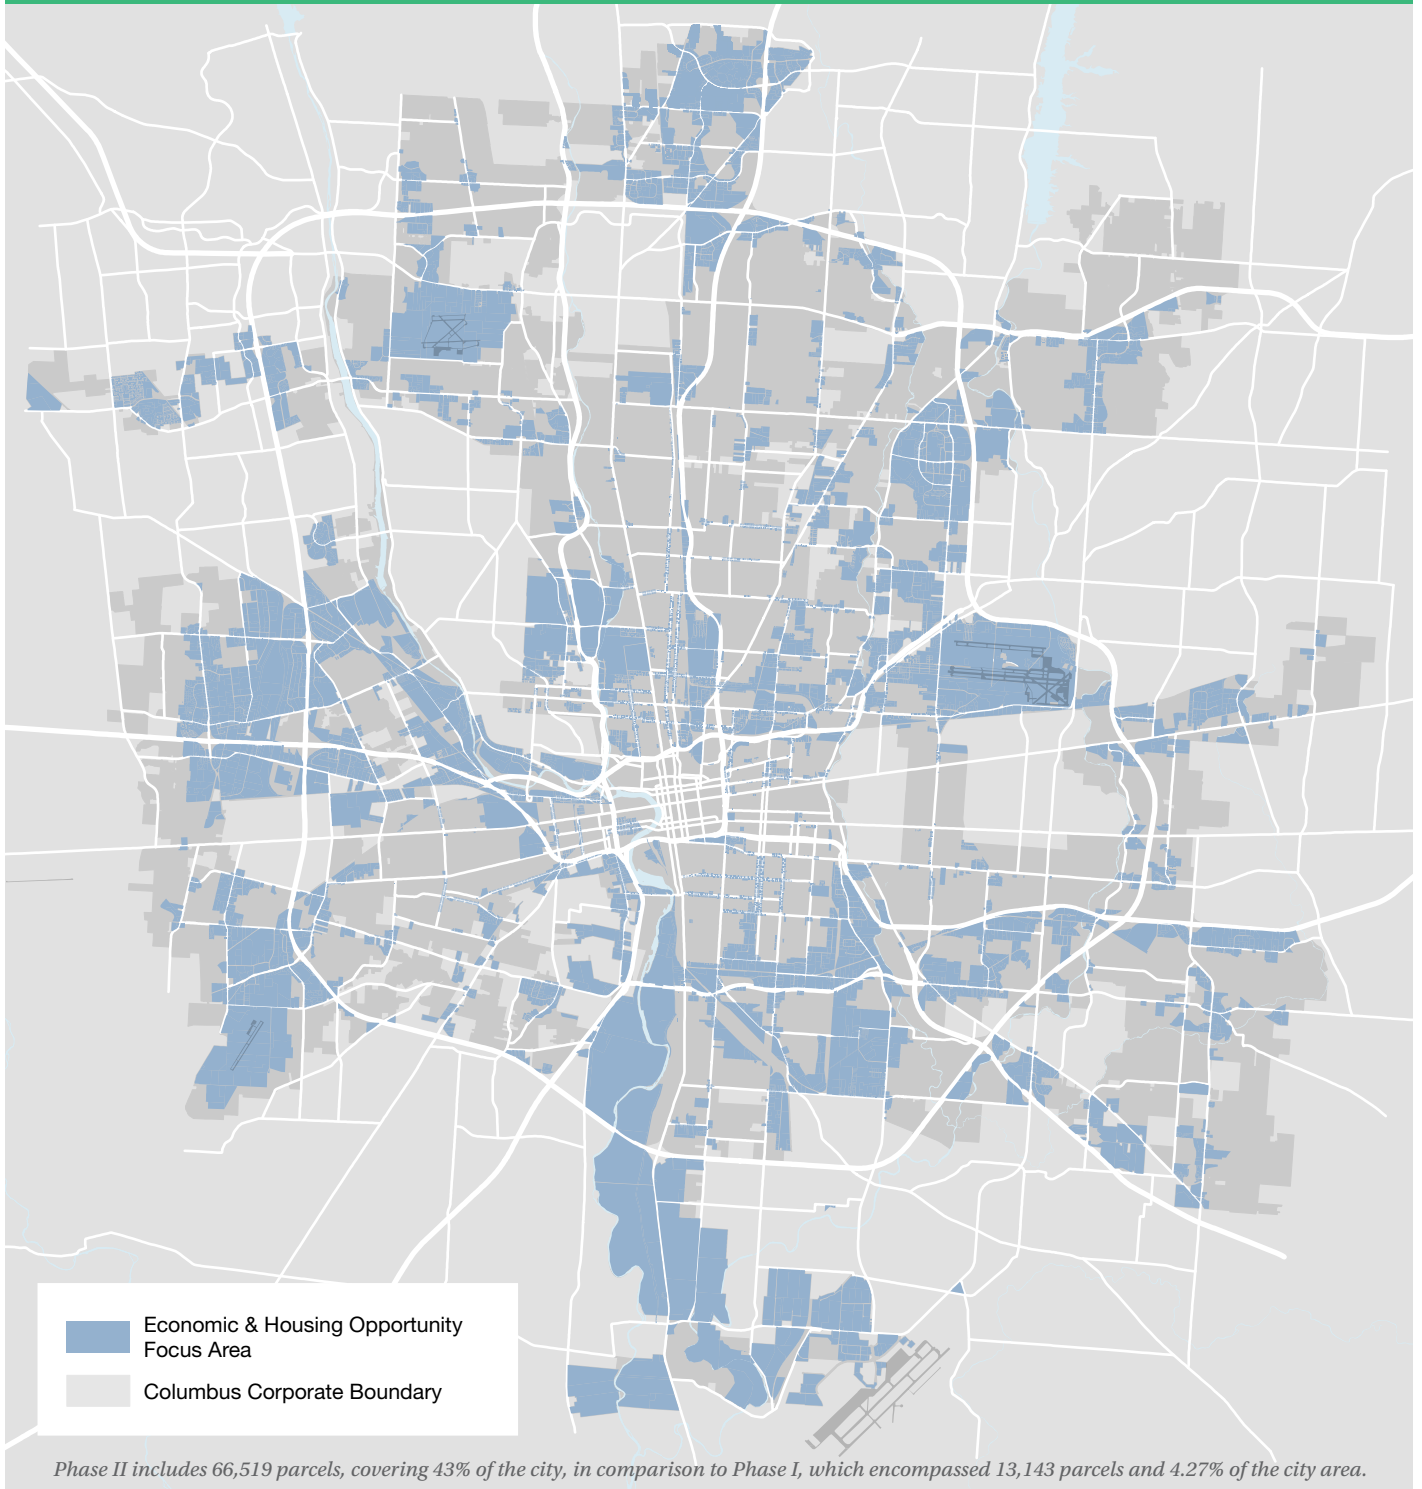 Economic & Housing Opportunity
Focus Area
Columbus Corporate Boundary
Phase II includes 66,519 parcels, covering 43% of the city, in comparison to Phase I, which encompassed 13,143 parcels and 4.27% of the city area.